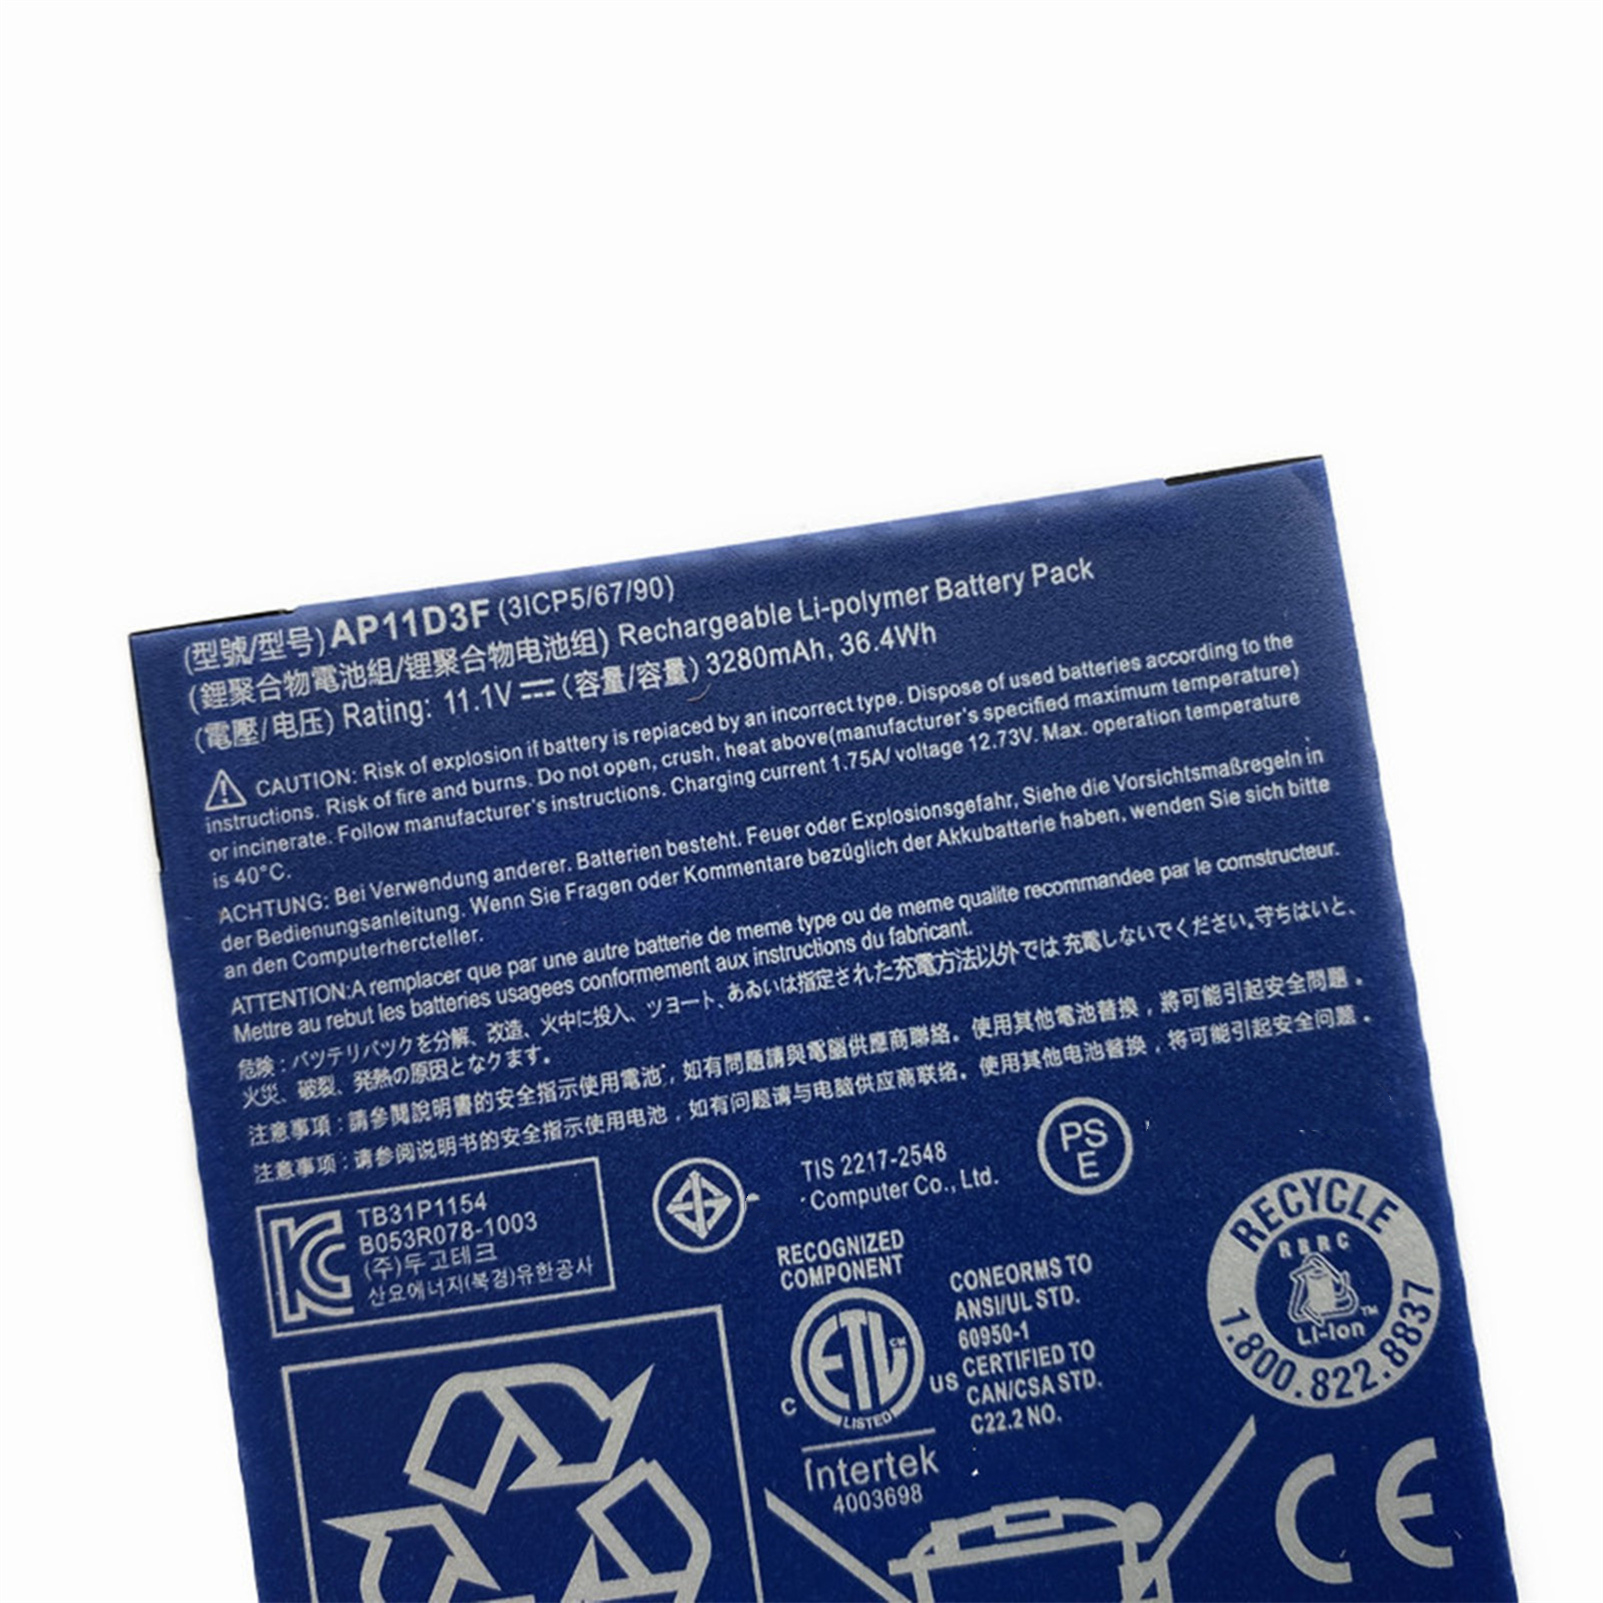 (型號/型号) AP11D3F (3ICP5/67/90)
(鋰聚合物電池組/锂聚合物电池组) Rechargeable Li-polymer Battery Pack
(電壓/电压) Rating: 11.1V ⎓ (容量/容量) 3280mAh, 36.4Wh
CAUTION: Risk of explosion if battery is replaced by an incorrect type. Dispose of used batteries according to the
instructions. Risk of fire and burns. Do not open, crush, heat above(manufacturer's specified maximum temperature)
or incinerate. Follow manufacturer's instructions. Charging current 1.75A/ voltage 12.73V. Max. operation temperature
is 40°C.
ACHTUNG: Bei Verwendung anderer. Batterien besteht. Feuer oder Explosionsgefahr, Siehe die Vorsichtsmaßregeln in
der Bedienungsanleitung. Wenn Sie Fragen oder Kommentare bezüglich der Akkubatterie haben, wenden Sie sich bitte
an den Computerhercteller.
ATTENTION:A remplacer que par une autre batterie de meme type ou de meme qualite recommandee par le comstructeur.
Mettre au rebut les batteries usagees conformement aux instructions du fabricant.
危険：バッテリパックを分解、改造、火中に投入、ツヨート、あゐいは指定された充電方法以外では 充電しないでください。守ちはいと、
火災、破裂、発熱の原因となります。
注意事項：請參閱說明書的安全指示使用電池，如有問題請與電腦供應商聯絡。使用其他電池替換，將可能引起安全問題。
注意事项：请参阅说明书的安全指示使用电池，如有问题请与电脑供应商联络。使用其他电池替换，将可能引起安全问题。
TB31P1154
B053R078-1003
(주)두고테크
산요에너지(북경)유한공사
TIS 2217-2548
Computer Co., Ltd.
PS
E
RECOGNIZED
COMPONENT
ETL
CM
LISTED
C
US
Intertek
4003698
CONEORMS TO
ANSI/UL STD.
60950-1
CERTIFIED TO
CAN/CSA STD.
C22.2 NO.
RECYCLE
RBRC
TM
Li-Ion
1.800.822.8837
CE